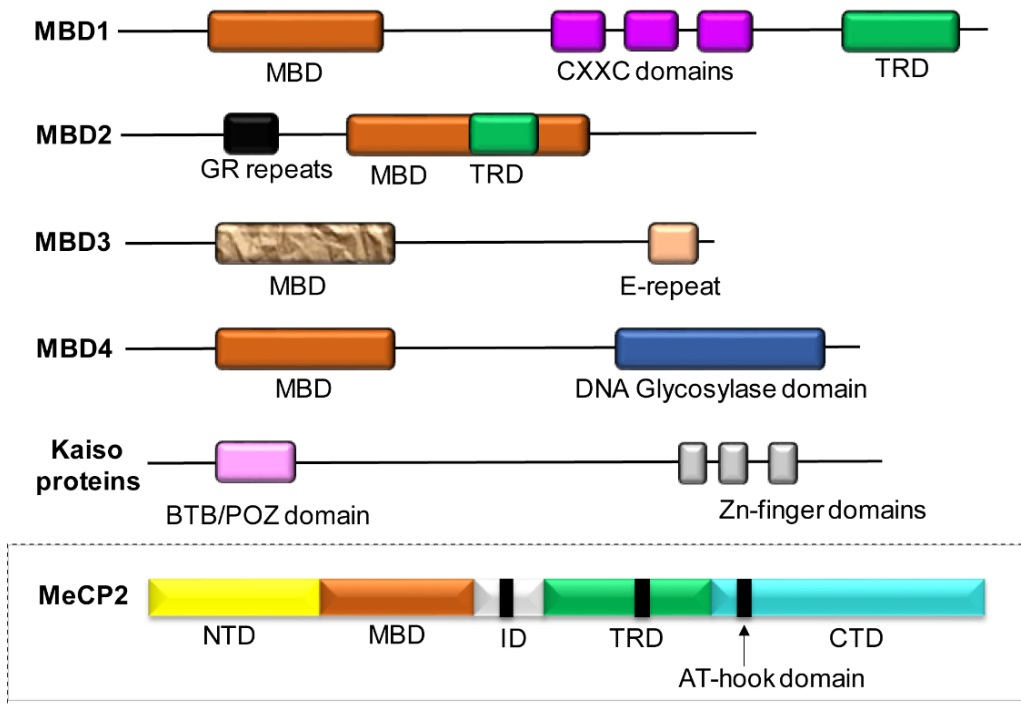 MBD1
MBD
CXXC domains
TRD
MBD2
GR repeats
MBD
TRD
MBD3
MBD
E-repeat
MBD4
MBD
DNA Glycosylase domain
Kaiso
proteins
BTB/POZ domain
Zn-finger domains
MeCP2
NTD
MBD
ID
TRD
CTD
AT-hook domain